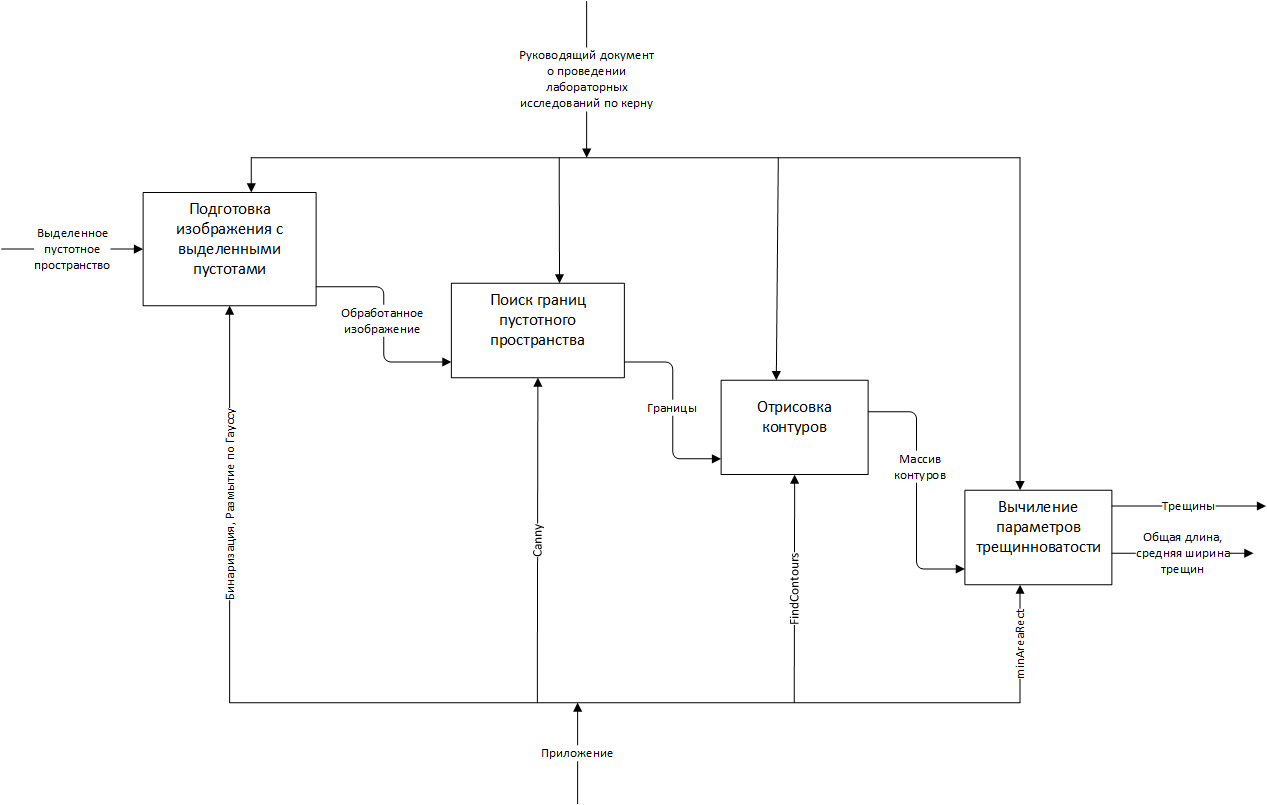 Руководящий документ
о проведении
лабораторных
исследований по керну
Выделенное
пустотное
пространство
Подготовка
изображения с
выделенными
пустотами
Обработанное
изображение
Поиск границ
пустотного
пространства
Границы
Отрисовка
контуров
Массив
контуров
Вычиление
параметров
трещинноватости
Трещины
Общая длина,
средняя ширина
трещин
Бинаризация, Размытие по Гауссу
Canny
FindContours
minAreaRect
Приложение